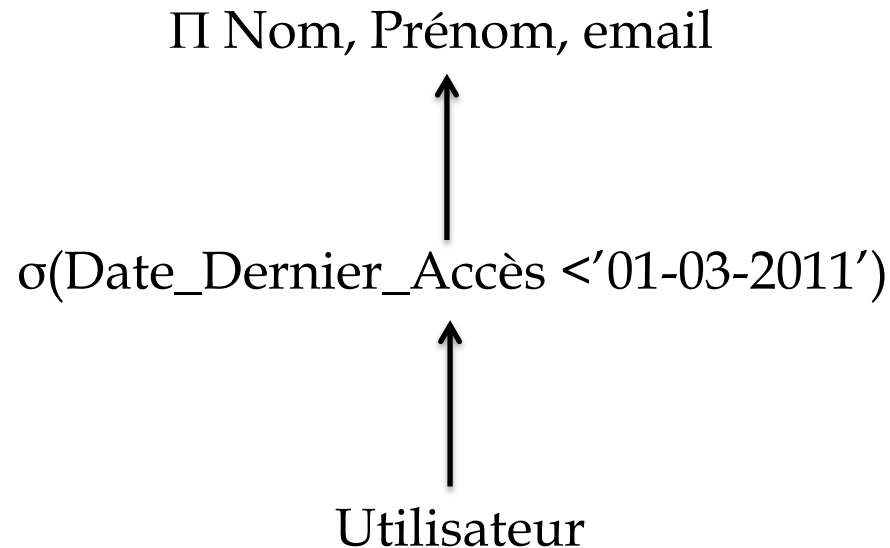 Π Nom, Prénom, email
σ(Date_Dernier_Accès <’01-03-2011’)
Utilisateur